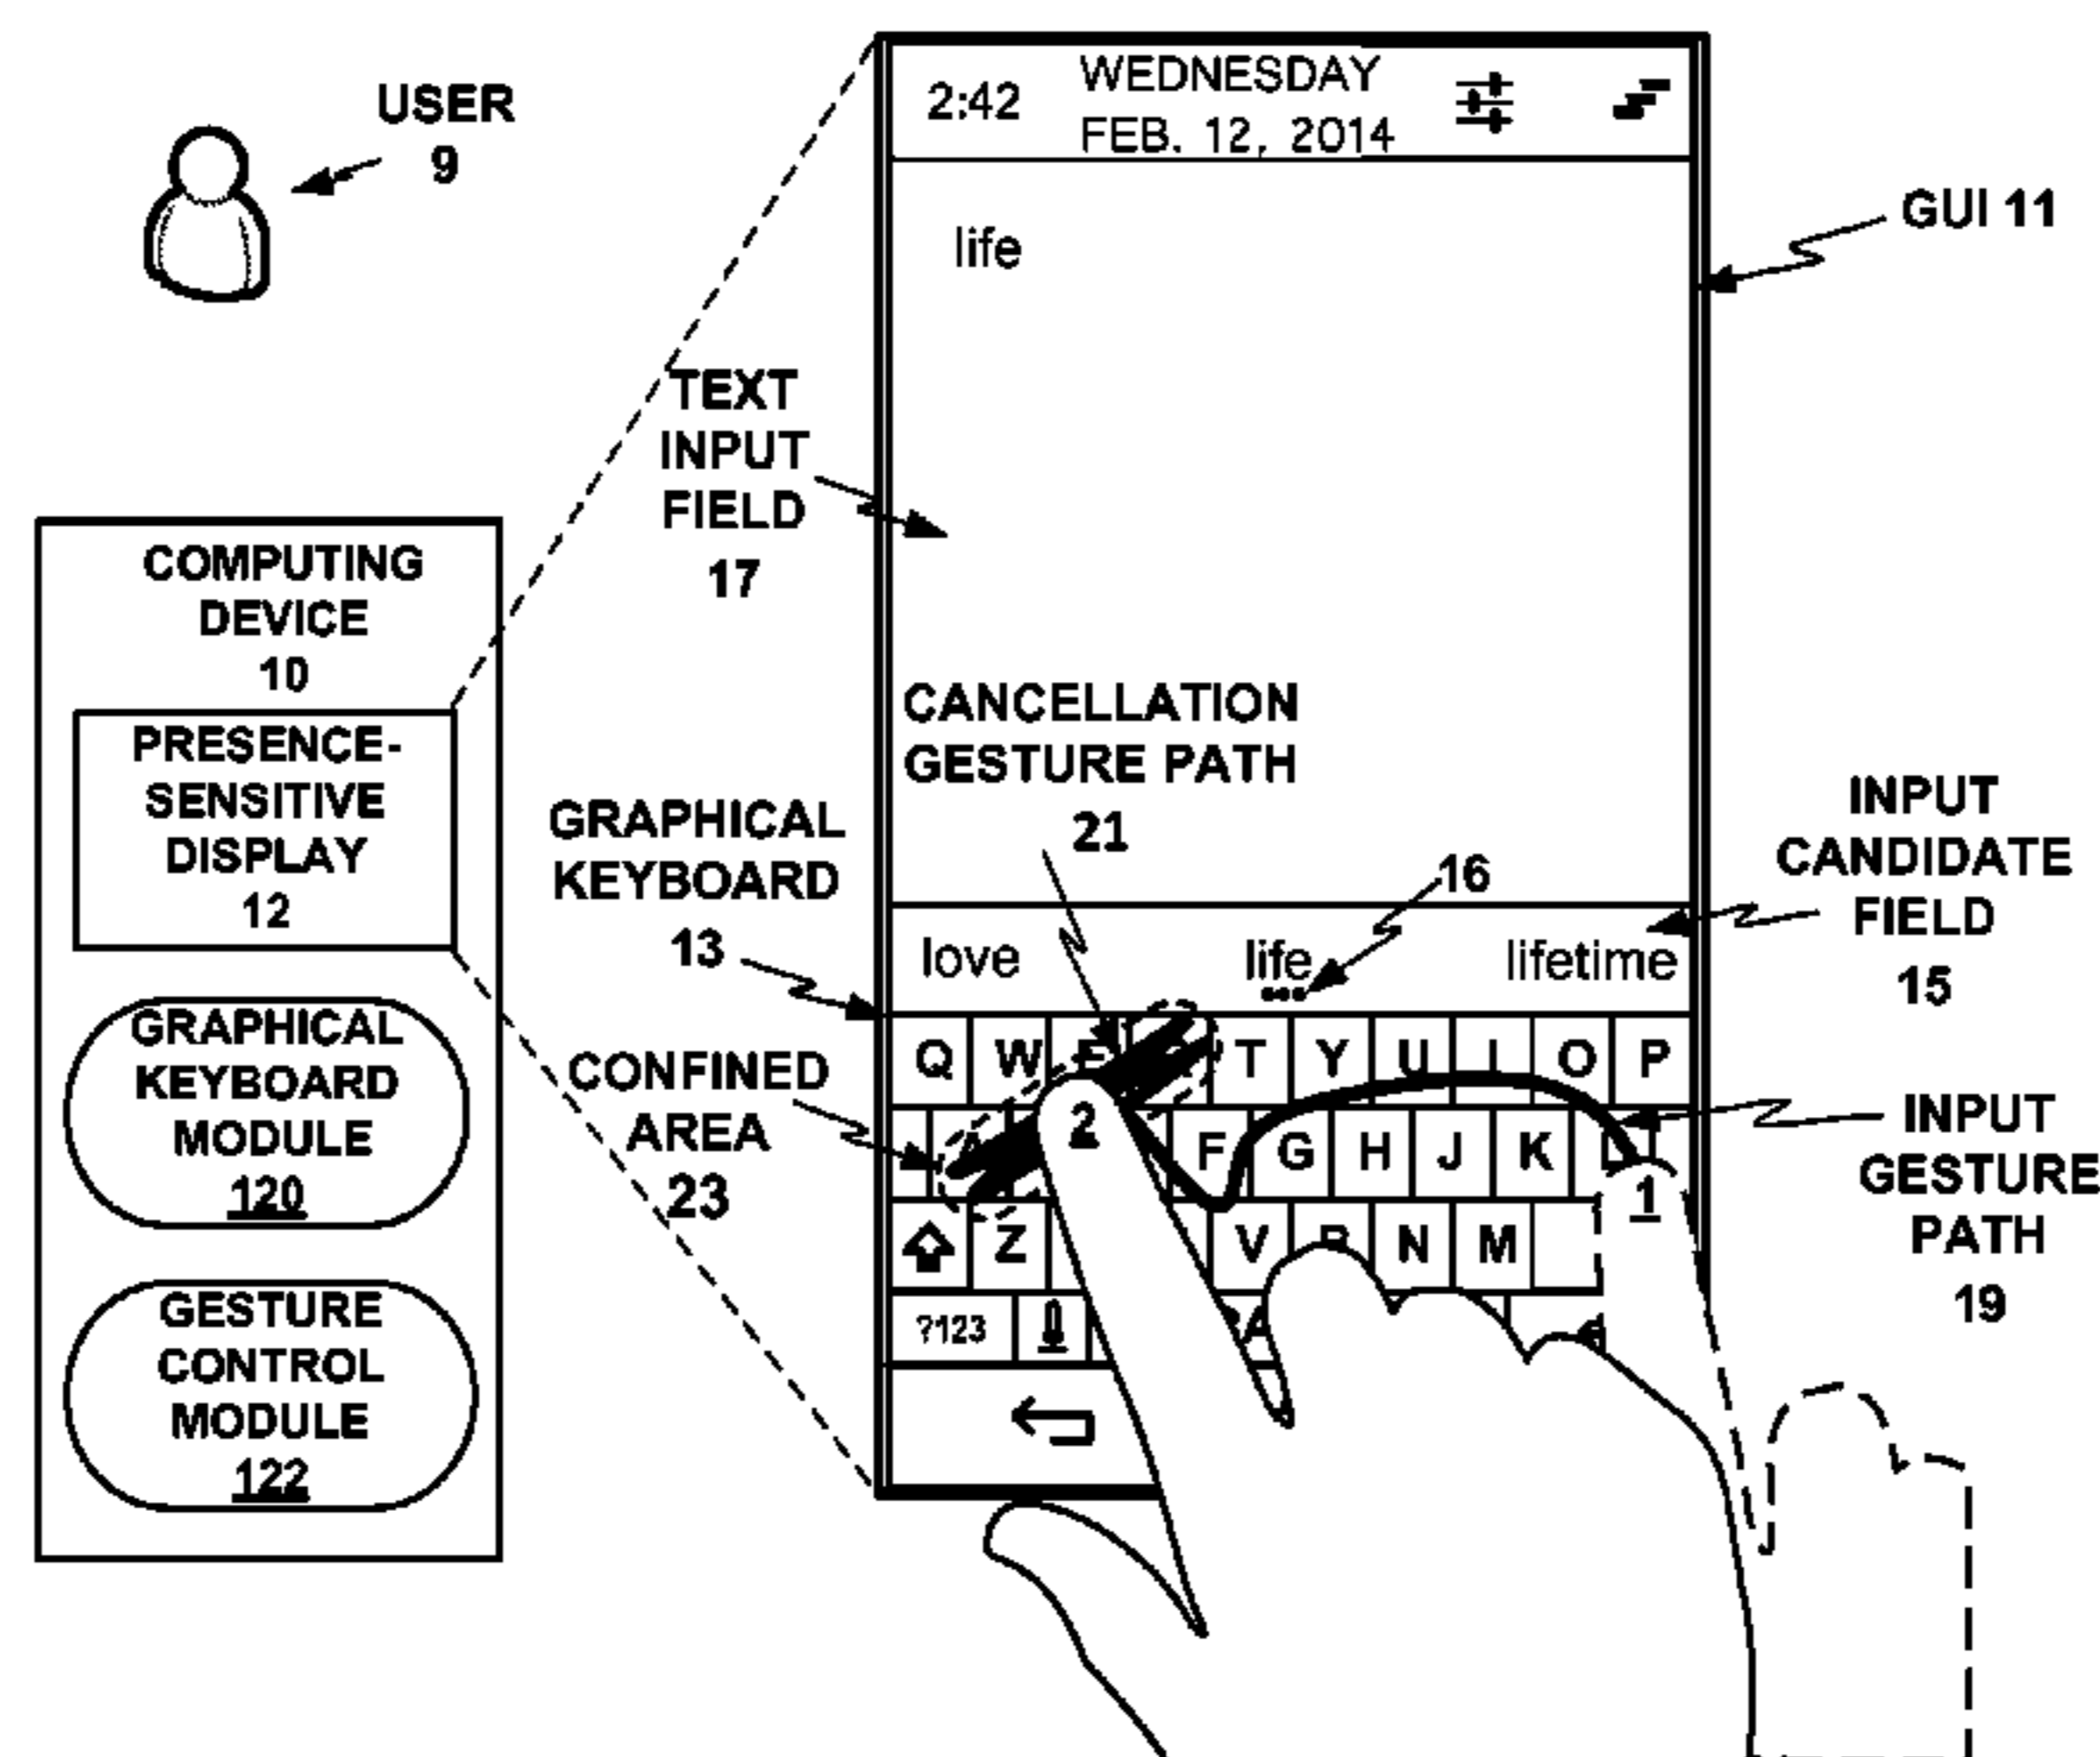 USER
9
2:42
WEDNESDAY
FEB. 12, 2014
GUI 11
life
TEXT
INPUT
FIELD
17
COMPUTING
DEVICE
10
PRESENCE-
SENSITIVE
DISPLAY
12
GRAPHICAL
KEYBOARD
MODULE
120
GESTURE
CONTROL
MODULE
122
CANCELLATION
GESTURE PATH
21
GRAPHICAL
KEYBOARD
13
16
INPUT
CANDIDATE
FIELD
15
love life lifetime
CONFINED
AREA
23
Q W E T Y U I O P
A F G H J K
Z V B N M
?123
2
1
INPUT
GESTURE
PATH
19